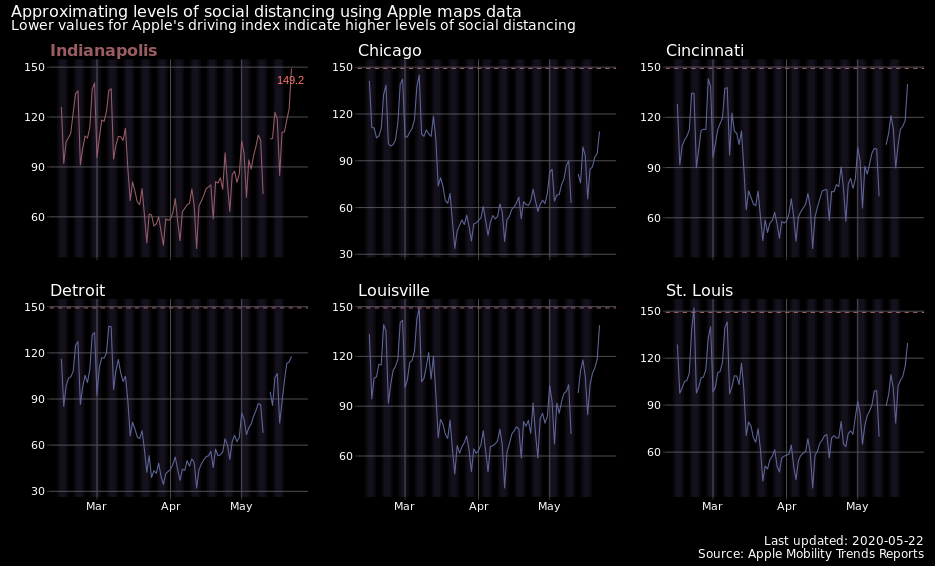 Approximating levels of social distancing using Apple maps data
Lower values for Apple's driving index indicate higher levels of social distancing
Indianapolis
150
120
90
60
149.2
Chicago
150
120
90
60
30
Cincinnati
150
120
90
60
Detroit
150
120
90
60
30
Mar Apr May
Louisville
150
120
90
60
Mar Apr May
St. Louis
150
120
90
60
Mar Apr May
Last updated: 2020-05-22
Source: Apple Mobility Trends Reports